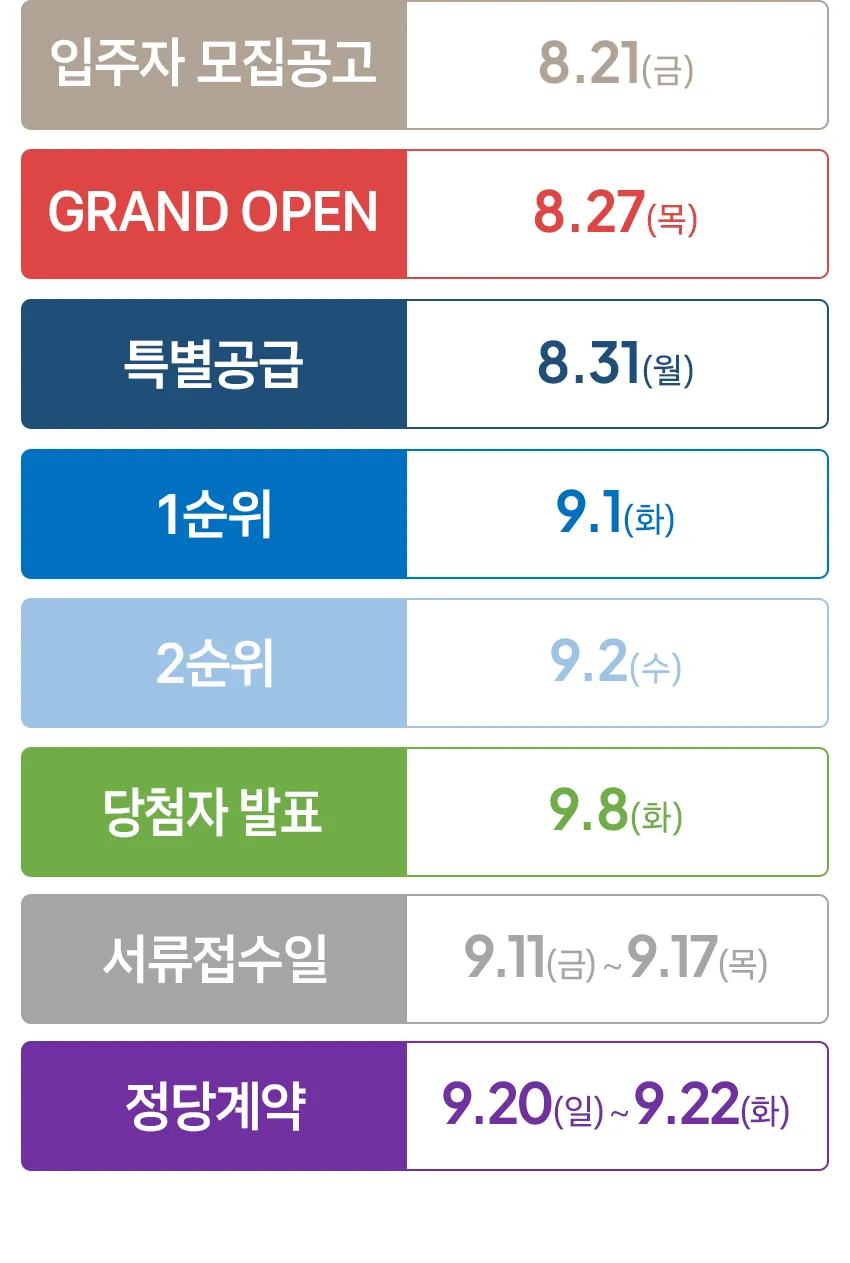 입주자 모집공고 8.21(금)
GRAND OPEN 8.27(목)
특별공급 8.31(월)
1순위 9.1(화)
2순위 9.2(수)
당첨자 발표 9.8(화)
서류접수일 9.11(금) ~ 9.17(목)
정당계약 9.20(일) ~ 9.22(화)